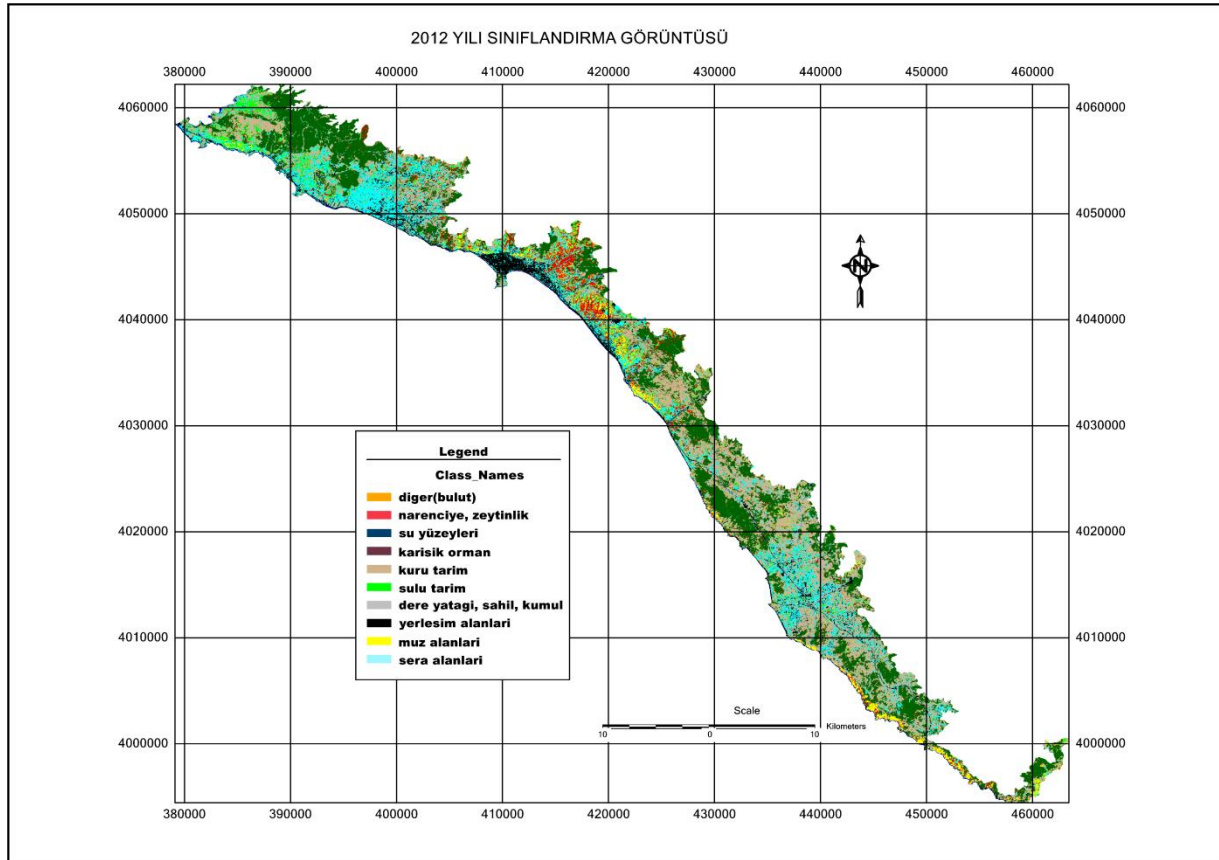 2012 YILI SINIFLANDIRMA GÖRÜNTÜSÜ
380000 390000 400000 410000 420000 430000 440000 450000 460000
4060000 4060000
4050000 4050000
N
4040000 4040000
4030000 4030000
Legend
Class_Names
diger(bulut)
narenciye, zeytinlik
su yüzeyleri
karisik orman
kuru tarim
sulu tarim
dere yatagi, sahil, kumul
yerlesim alanlari
muz alanlari
sera alanlari
4020000 4020000
4010000 4010000
Scale
Kilometers
10 0 10
4000000 4000000
380000 390000 400000 410000 420000 430000 440000 450000 460000